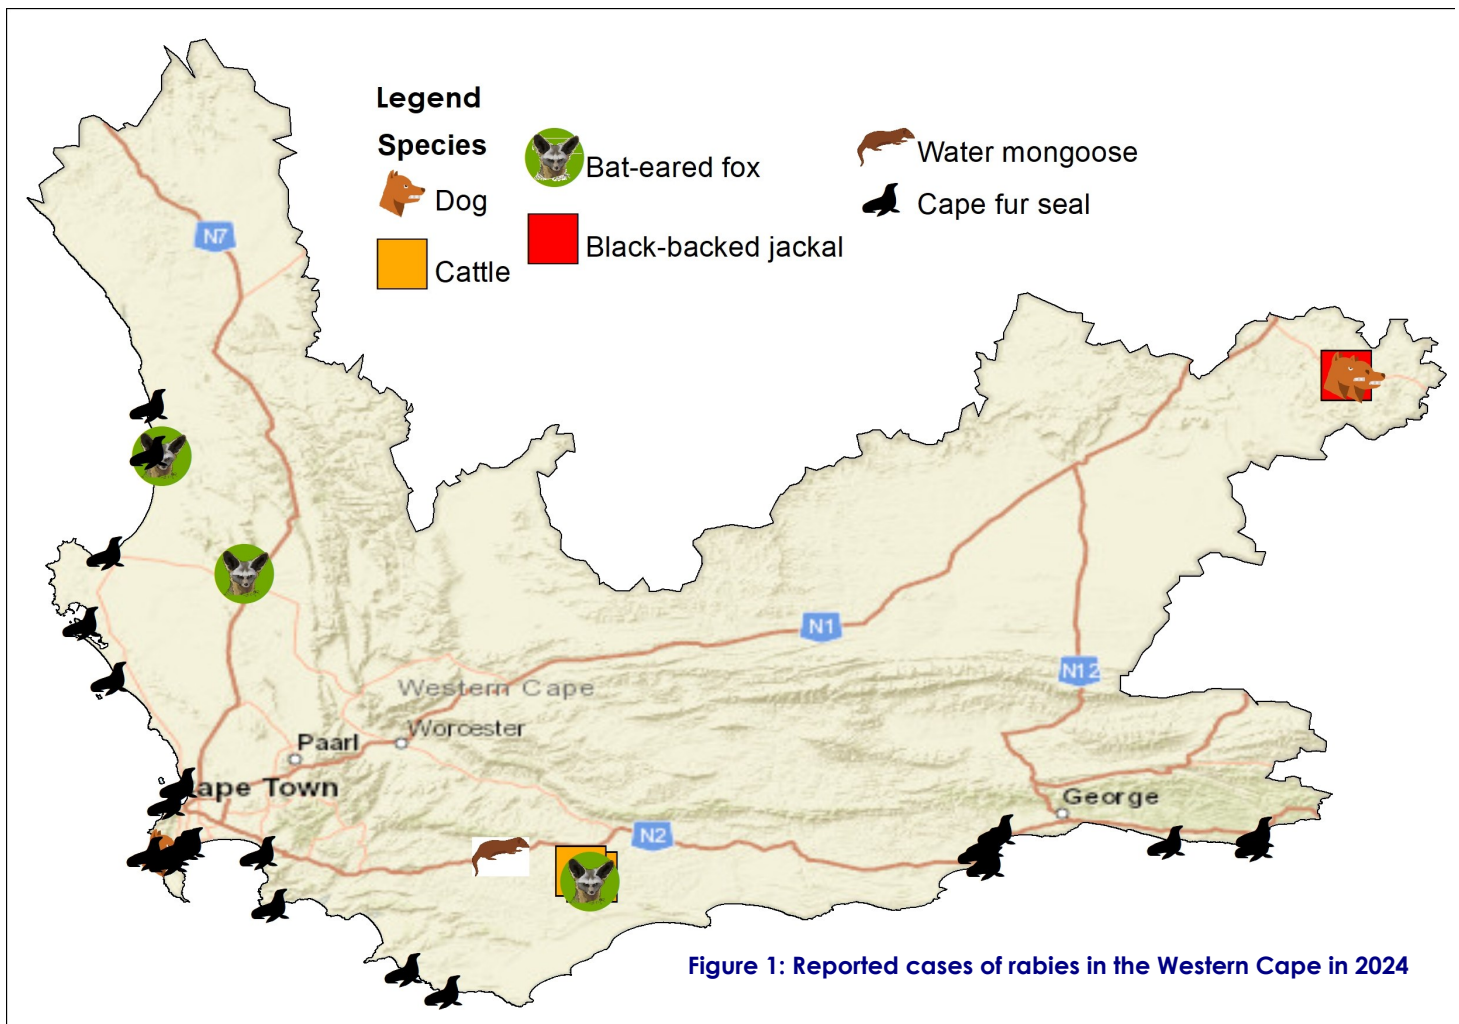 Legend
Species
Dog
Cattle
Bat-eared fox
Black-backed jackal
Water mongoose
Cape fur seal
N7
N1
N12
Western Cape
Worcester
Paarl
ape Town
George
N2
Figure 1: Reported cases of rabies in the Western Cape in 2024